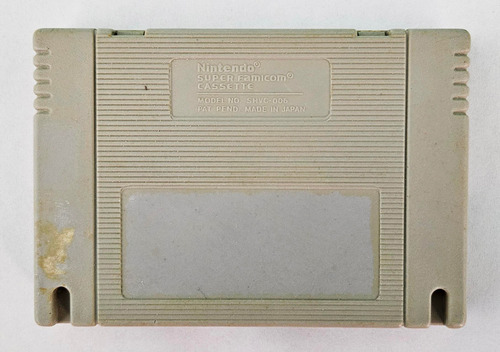 Nintendo®
SUPER Famicom®
CASSETTE
MODEL NO. SHVC-006
PAT. PEND. MADE IN JAPAN